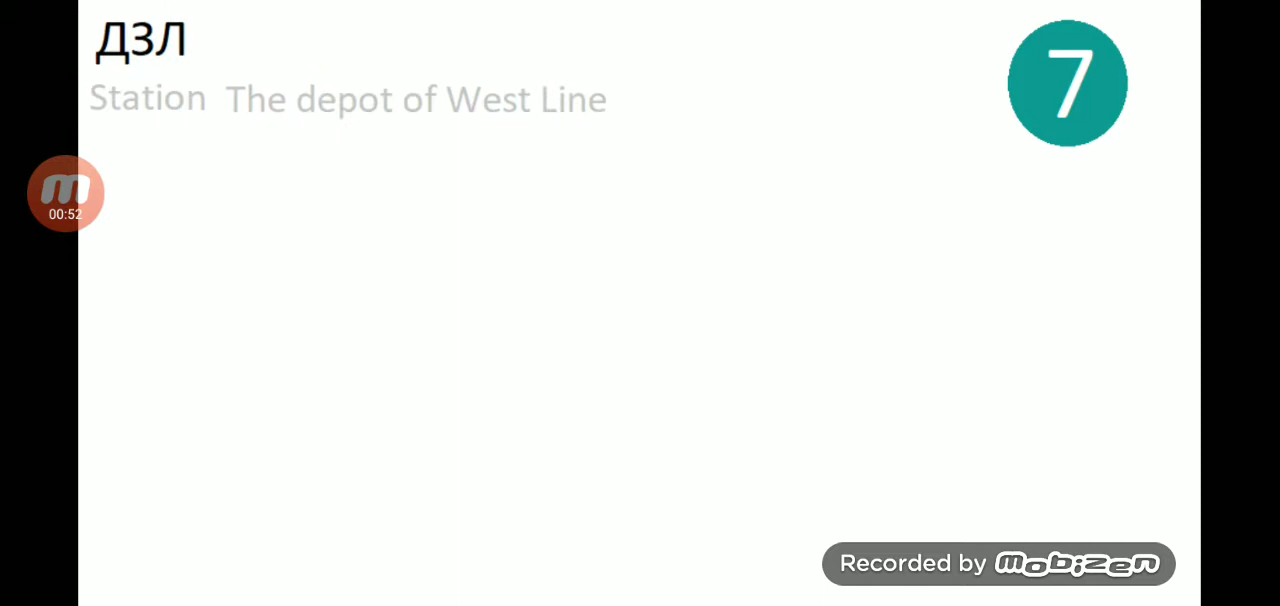 ДЗЛ
7
Station The depot of West Line
m
00:52
Recorded by mobizen